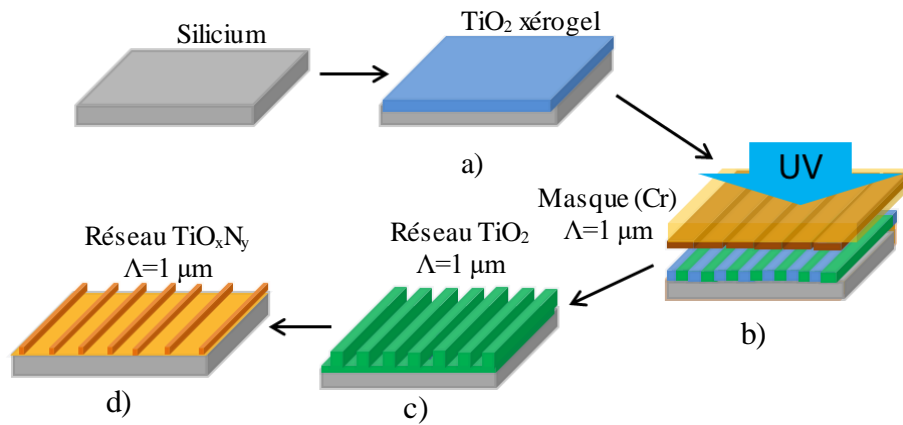 Silicium
TiO₂ xérogel
a)
UV
Masque (Cr)
Λ=1 μm
b)
Réseau TiO₂
Λ=1 μm
c)
Réseau TiOₓNᵧ
Λ=1 μm
d)